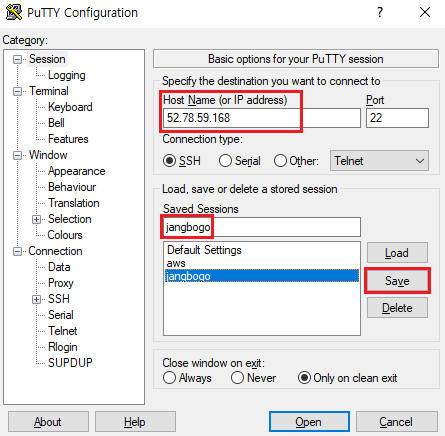 PuTTY Configuration
?
Category:
Session
Logging
Terminal
Keyboard
Bell
Features
Window
Appearance
Behaviour
Translation
Selection
Colours
Connection
Data
Proxy
SSH
Serial
Telnet
Rlogin
SUPDUP
Basic options for your PuTTY session
Specify the destination you want to connect to
Host Name (or IP address) Port
52.78.59.168 22
Connection type:
SSH Serial Other: Telnet
Load, save or delete a stored session
Saved Sessions
jangbogo
Default Settings
aws
jangbogo
Load
Save
Delete
Close window on exit:
Always Never Only on clean exit
About Help Open Cancel